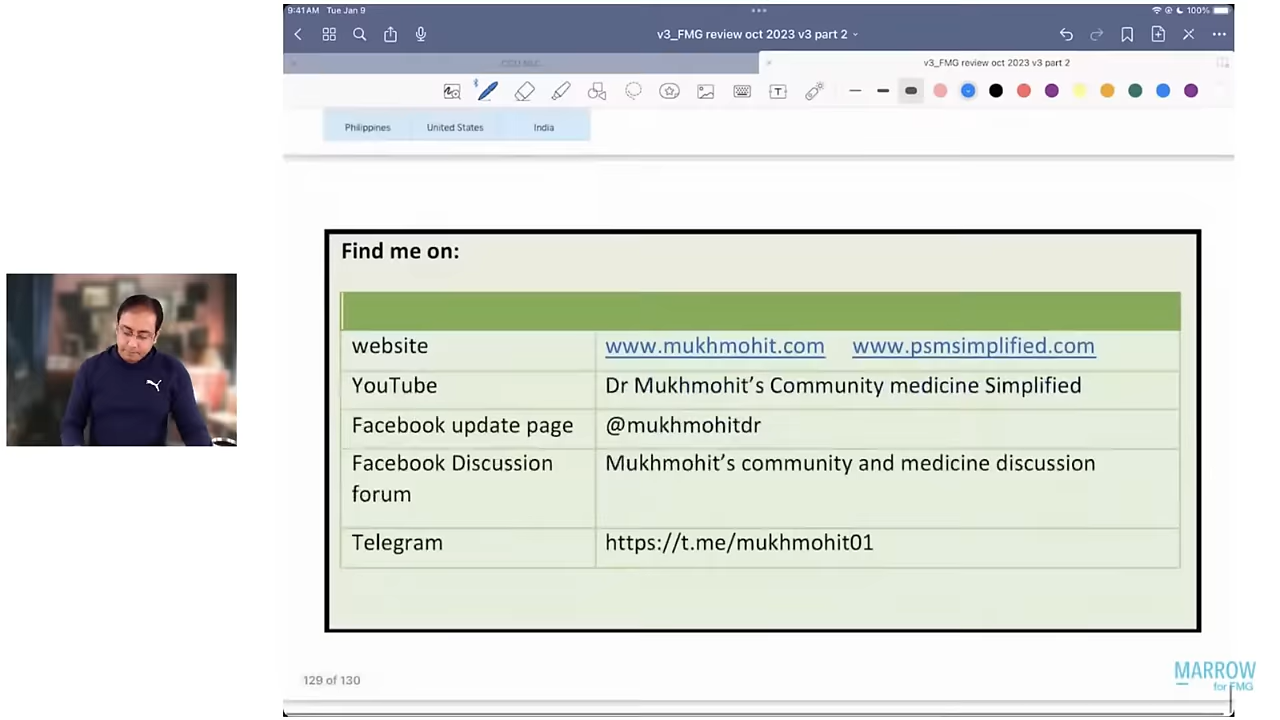 9:41AM Tue Jan 9
100%
v3_FMG review oct 2023 v3 part 2
v3_FMG review oct 2023 v3 part 2
T
Philippines United States India
Find me on:
website www.mukhmohit.com www.psmsimplified.com
YouTube Dr Mukhmohit’s Community medicine Simplified
Facebook update page @mukhmohitdr
Facebook Discussion Mukhmohit’s community and medicine discussion
forum
Telegram https://t.me/mukhmohit01
129 of 130
MARROW
for FMG